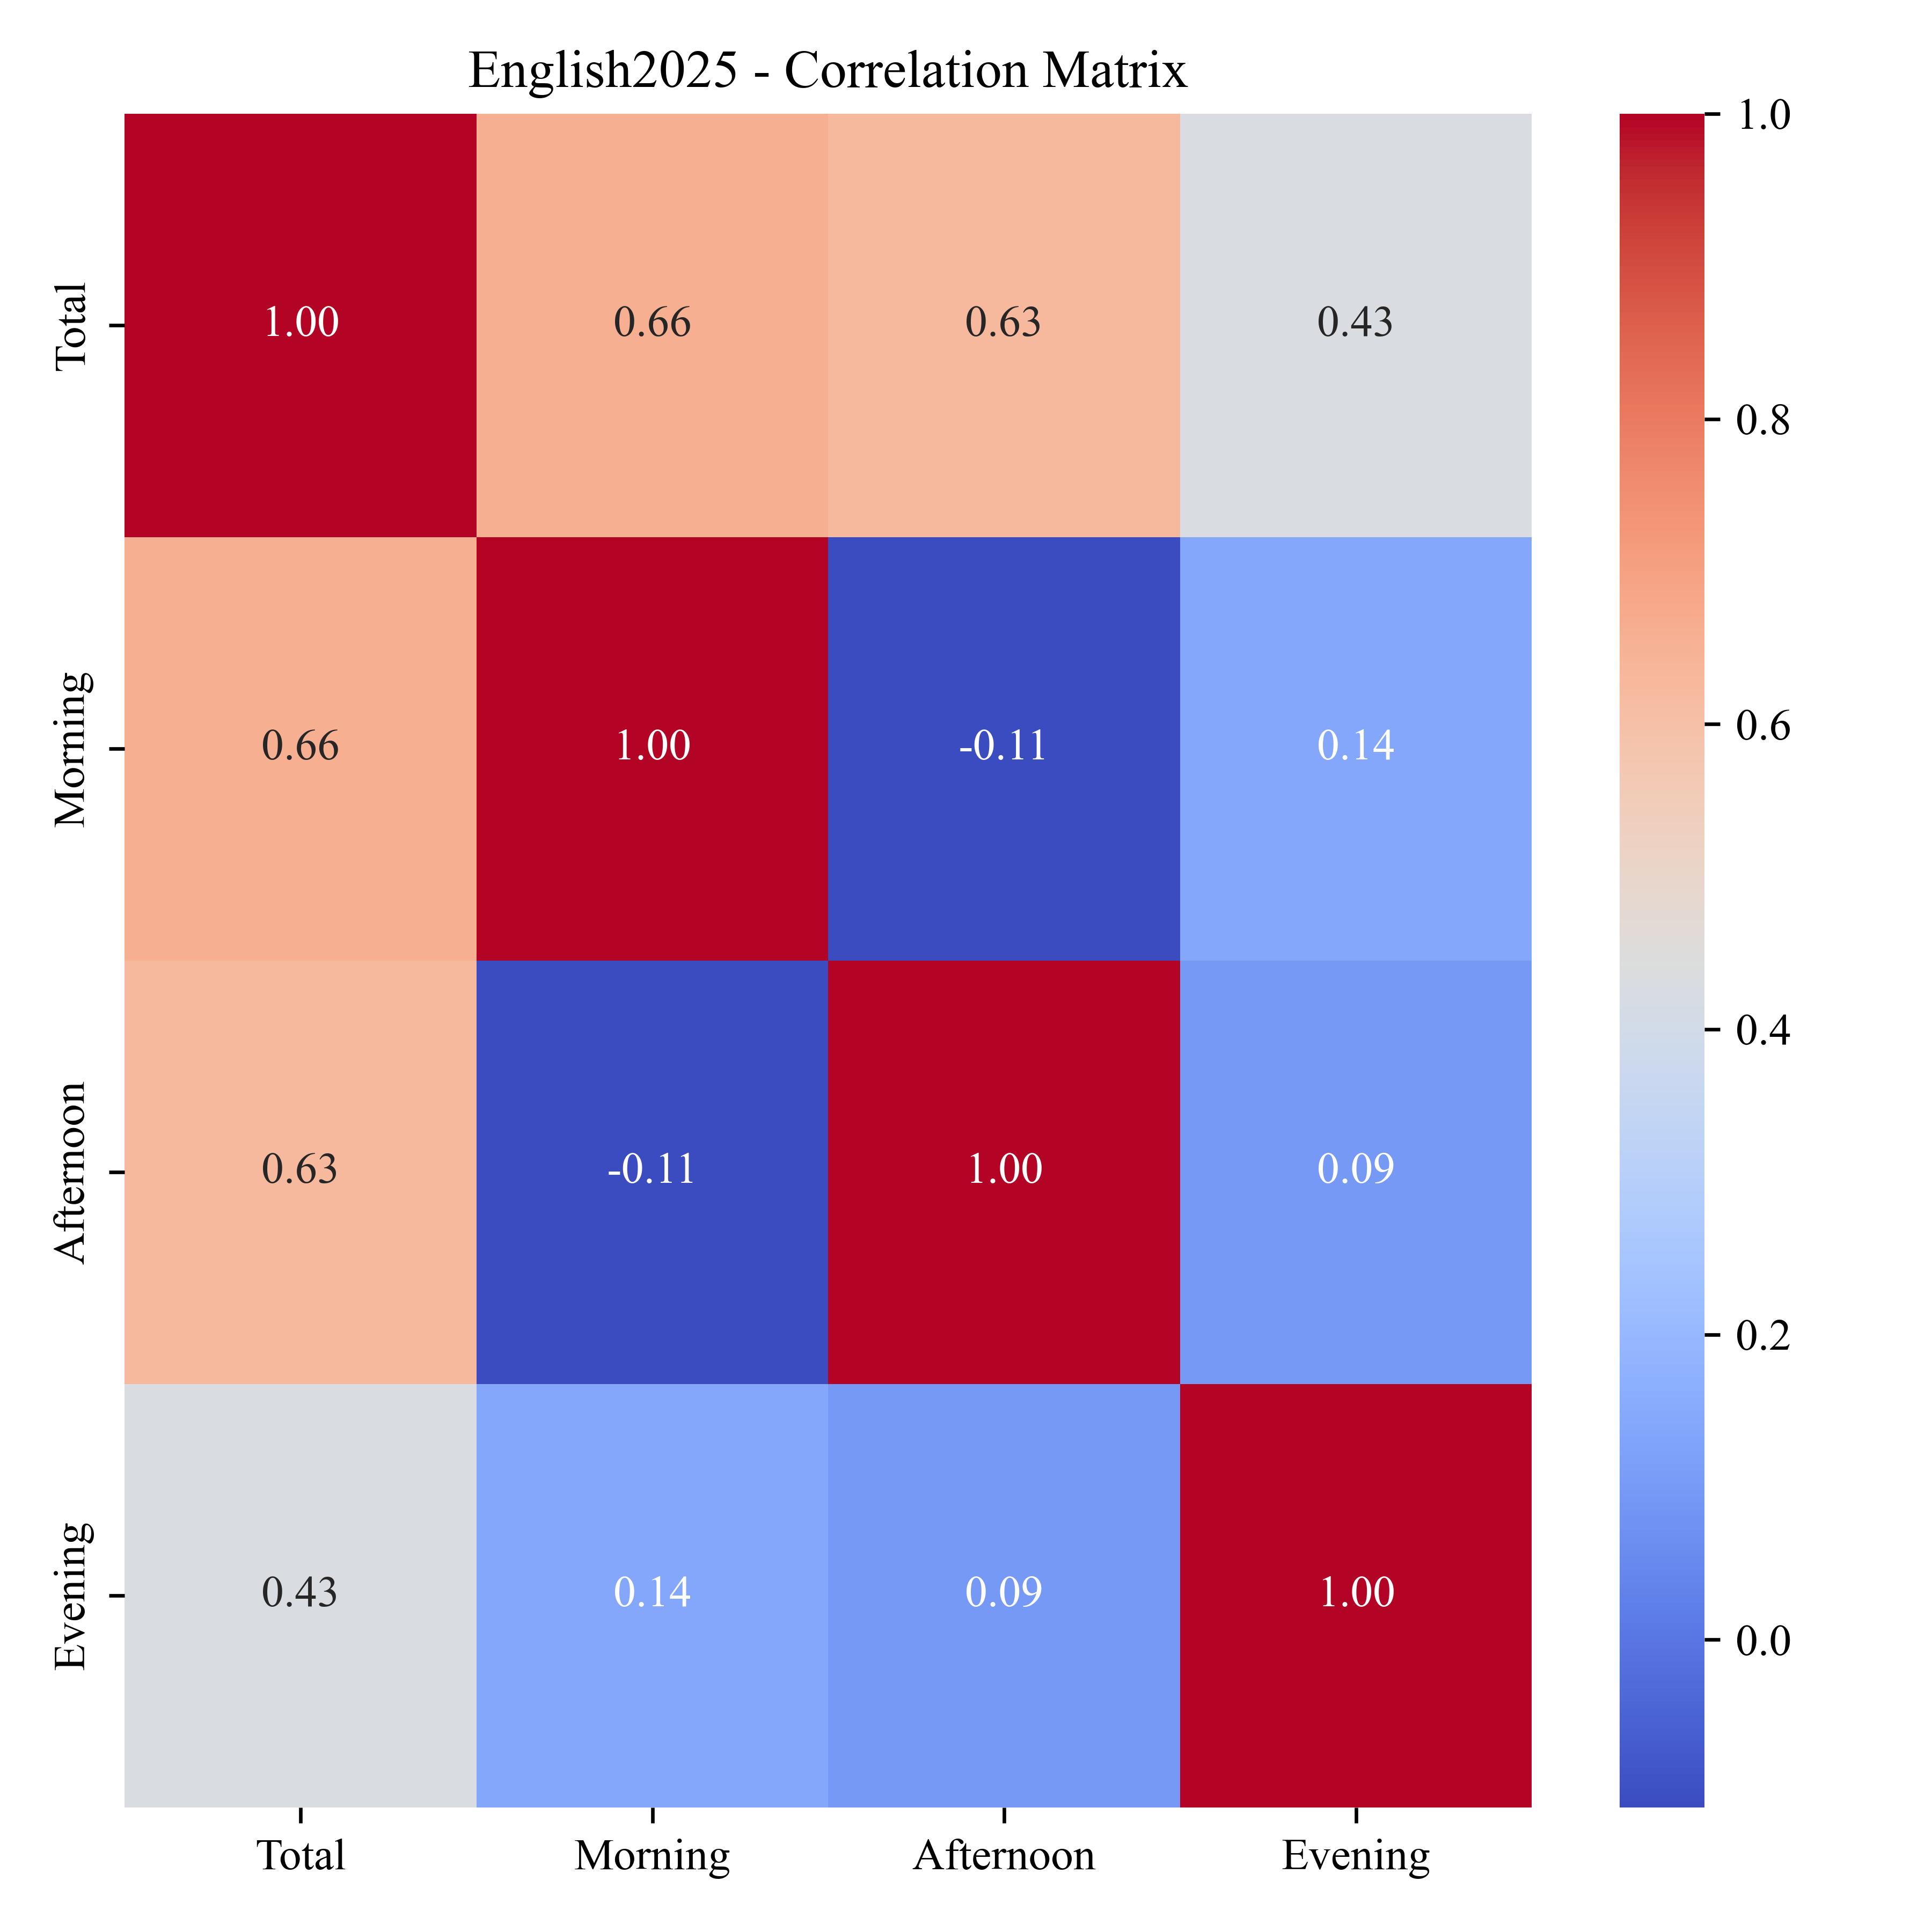 English2025 - Correlation Matrix
Total 1.00 0.66 0.63 0.43
Morning 0.66 1.00 -0.11 0.14
Afternoon 0.63 -0.11 1.00 0.09
Evening 0.43 0.14 0.09 1.00
Total Morning Afternoon Evening
1.0
0.8
0.6
0.4
0.2
0.0